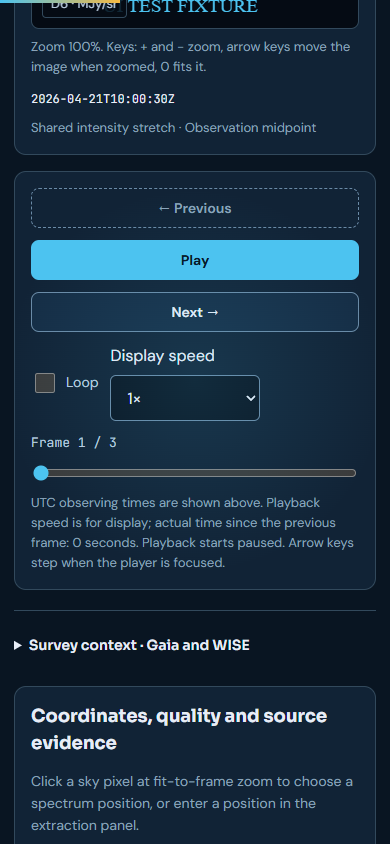 D6 · MJy/sr TEST FIXTURE
Zoom 100%. Keys: + and − zoom, arrow keys move the
image when zoomed, 0 fits it.
2026-04-21T10:00:30Z
Shared intensity stretch · Observation midpoint
← Previous
Play
Next →
Display speed
Loop
1×
Frame 1 / 3
UTC observing times are shown above. Playback
speed is for display; actual time since the previous
frame: 0 seconds. Playback starts paused. Arrow keys
step when the player is focused.
Survey context · Gaia and WISE
Coordinates, quality and source
evidence
Click a sky pixel at fit-to-frame zoom to choose a
spectrum position, or enter a position in the
extraction panel.